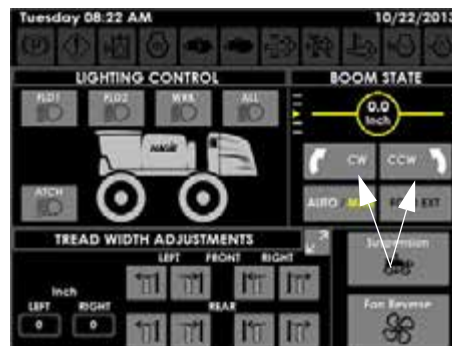 Tuesday 08:22 AM 10/22/2013
LIGHTING CONTROL BOOM STATE
FLD1 FLD2 WRK ALL
0.0
Inch
CW CCW
HAGIE
ATCH
AUTO EXT
TREAD WIDTH ADJUSTMENTS
Suspension
LEFT FRONT RIGHT
Inch
LEFT RIGHT
REAR
Fan Reverse
0 0